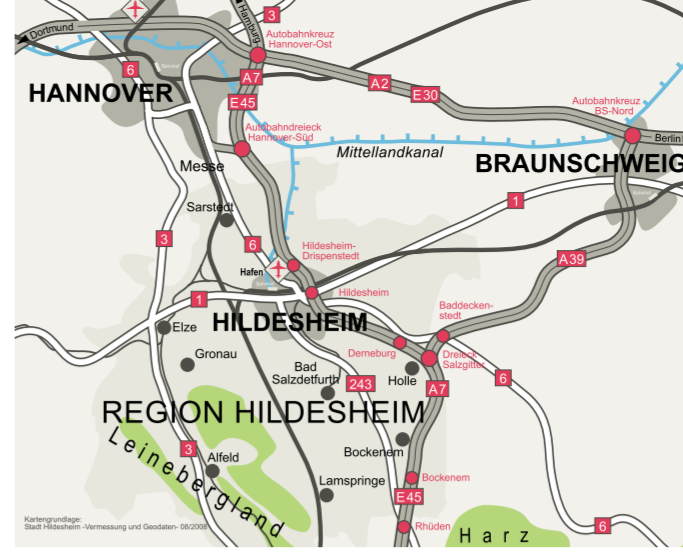 Dortmund
Hamburg
3
Autobahnkreuz
Hannover-Ost
6
A7
A2
E30
HANNOVER
E45
Autobahnkreuz
BS-Nord
Autobahndreieck
Hannover-Süd
Berlin
Mittellandkanal
BRAUNSCHWEIG
Messe
1
Sarstedt
3
6
Hildesheim-
Drispenstedt
A39
Hafen
Hildesheim
1
Baddecken-
stedt
Elze
HILDESHEIM
Derneburg
Dreieck
Salzgitter
Gronau
Bad
Salzdetfurth
243
Holle
A7
6
REGION HILDESHEIM
Leinebergland
3
Bockenem
Alfeld
Lamspringe
Bockenem
E45
Rhüden
6
Harz
Kartengrundlage:
Stadt Hildesheim -Vermessung und Geodaten- 08/2008